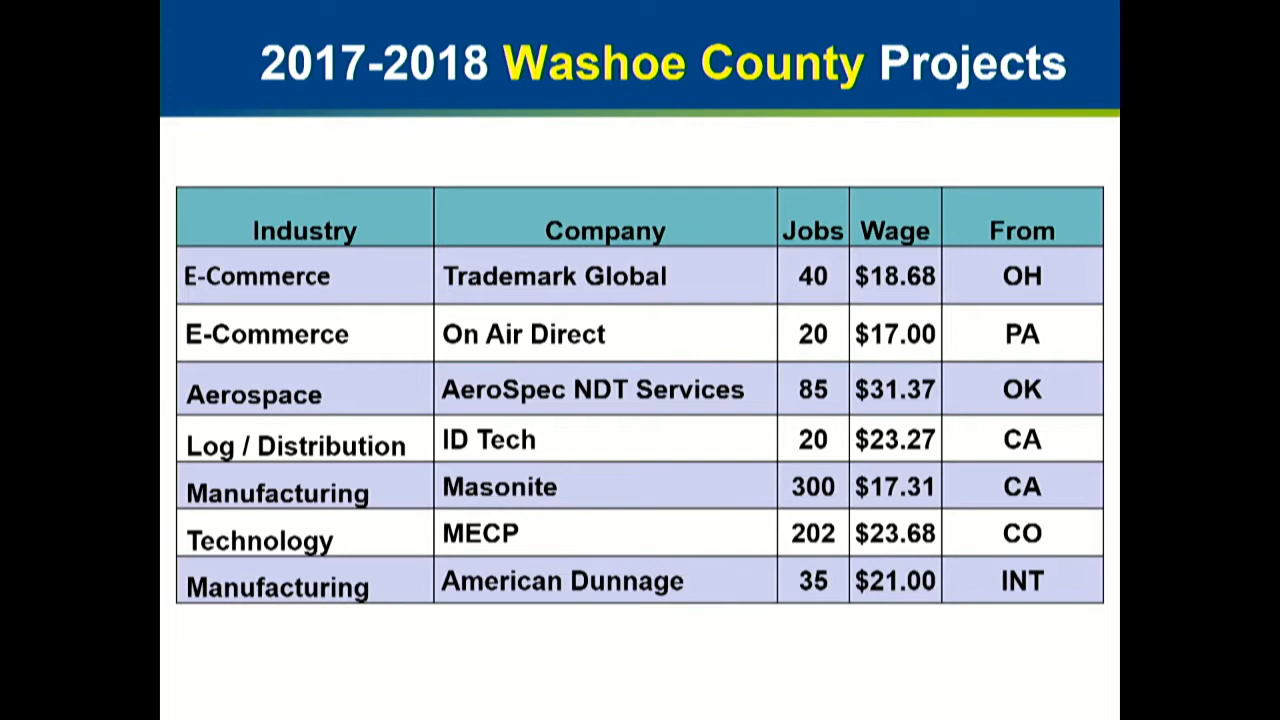 2017-2018 Washoe County Projects
Industry Company Jobs Wage From
E-Commerce Trademark Global 40 $18.68 OH
E-Commerce On Air Direct 20 $17.00 PA
Aerospace AeroSpec NDT Services 85 $31.37 OK
Log / Distribution ID Tech 20 $23.27 CA
Manufacturing Masonite 300 $17.31 CA
Technology MECP 202 $23.68 CO
Manufacturing American Dunnage 35 $21.00 INT